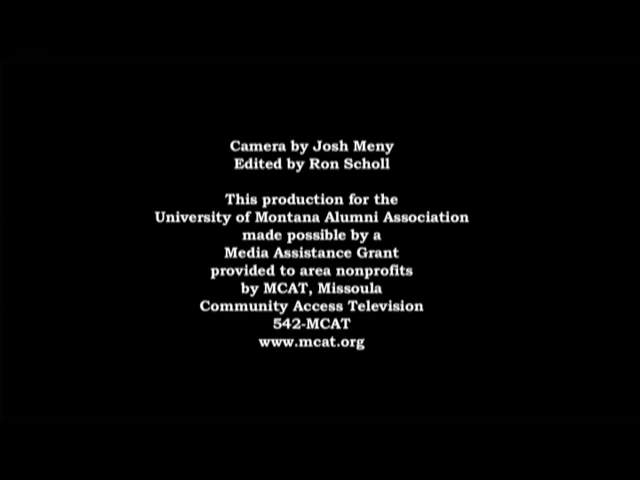 Camera by Josh Meny
Edited by Ron Scholl
This production for the
University of Montana Alumni Association
made possible by a
Media Assistance Grant
provided to area nonprofits
by MCAT, Missoula
Community Access Television
542-MCAT
www.mcat.org